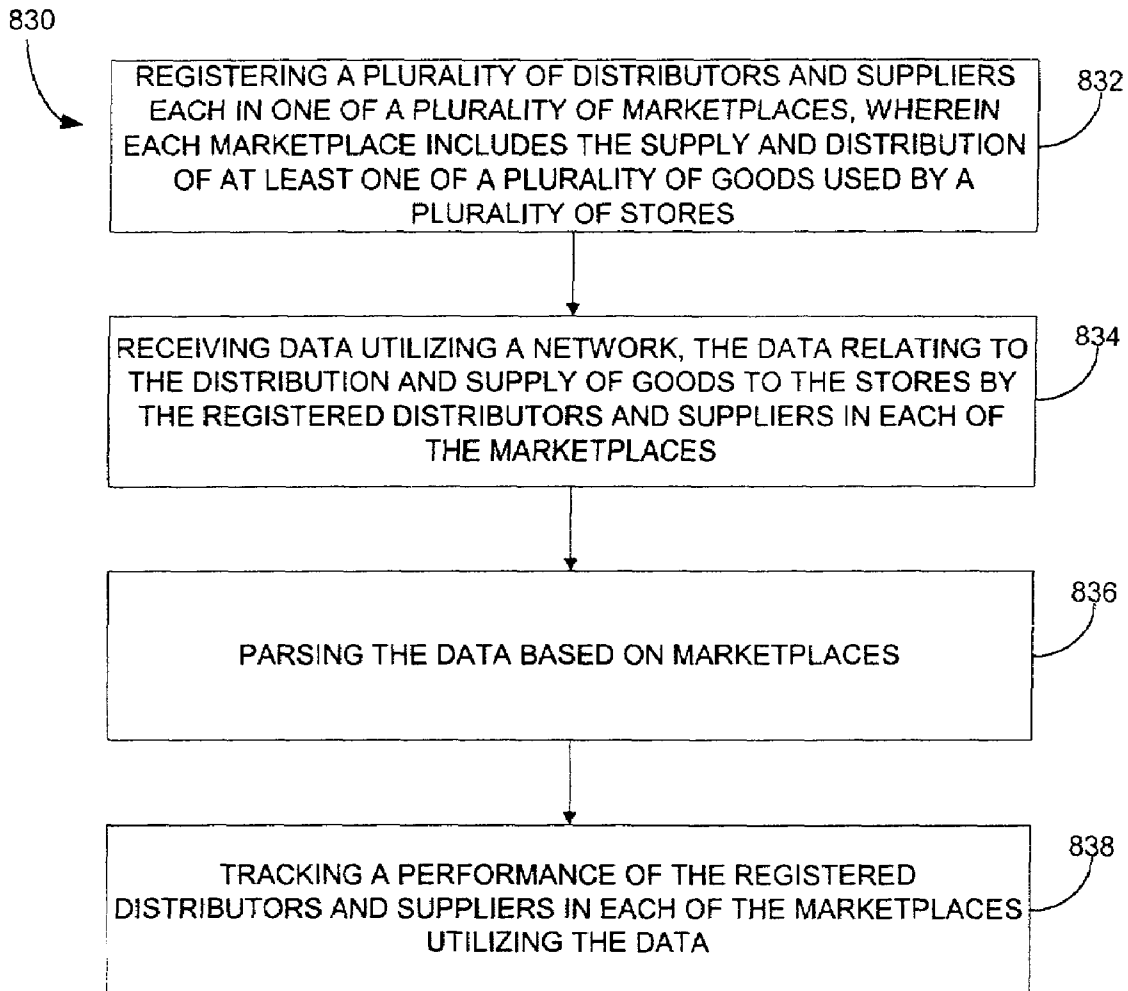 830
REGISTERING A PLURALITY OF DISTRIBUTORS AND SUPPLIERS
EACH IN ONE OF A PLURALITY OF MARKETPLACES, WHEREIN
EACH MARKETPLACE INCLUDES THE SUPPLY AND DISTRIBUTION
OF AT LEAST ONE OF A PLURALITY OF GOODS USED BY A
PLURALITY OF STORES
832
RECEIVING DATA UTILIZING A NETWORK, THE DATA RELATING TO
THE DISTRIBUTION AND SUPPLY OF GOODS TO THE STORES BY
THE REGISTERED DISTRIBUTORS AND SUPPLIERS IN EACH OF
THE MARKETPLACES
834
PARSING THE DATA BASED ON MARKETPLACES
836
TRACKING A PERFORMANCE OF THE REGISTERED
DISTRIBUTORS AND SUPPLIERS IN EACH OF THE MARKETPLACES
UTILIZING THE DATA
838